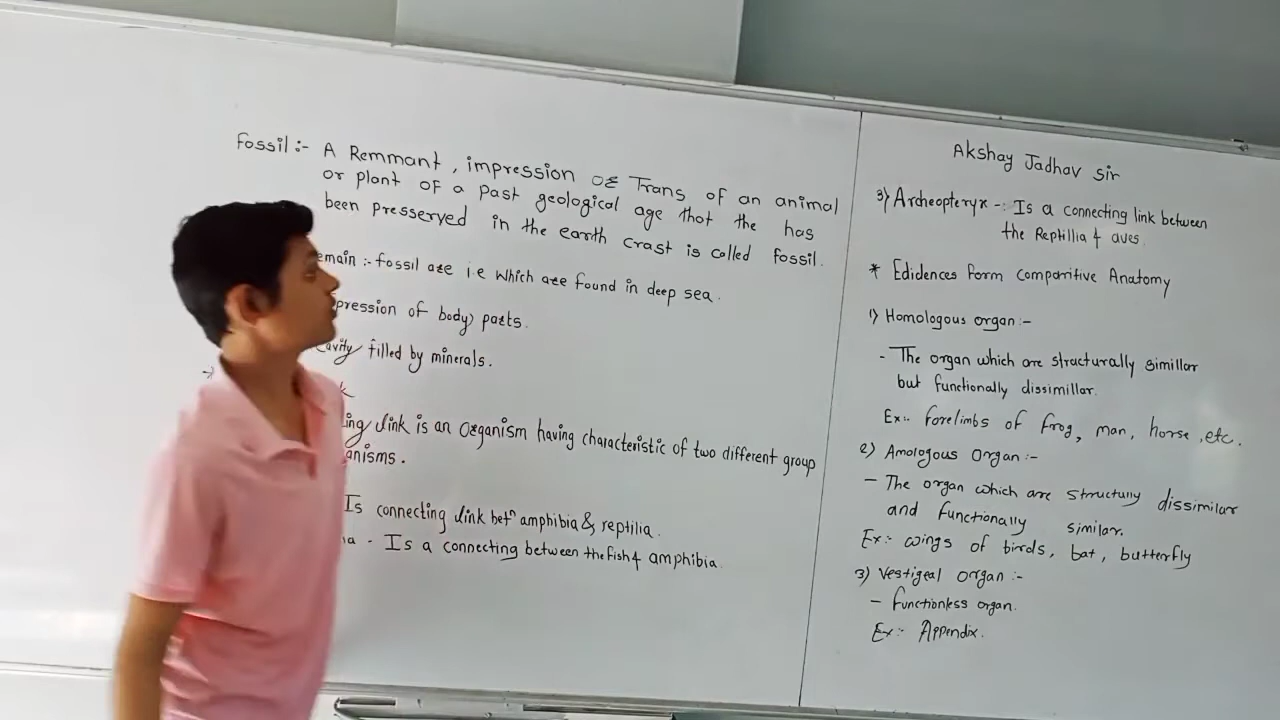 Fossil :- A Remmant, impression or Trans of an animal
or plant of a past geological age that the has
been presserved in the earth crast is called fossil.
emain :- fossil are i.e which are found in deep sea.
pression of body parts.
cavity filled by minerals.
k
ing link is an organism having characteristic of two different group
anisms.
Is connecting link betⁿ amphibia & reptilia.
ia - Is a connecting between the fish & amphibia.
Akshay Jadhav sir
3) Archeopteryx -: Is a connecting link between
the Reptillia & aves.
* Edidences form comparitive Anatomy
1) Homologous organ :-
- The organ which are structurally simillar
but functionally dissimillar.
Ex:- forelimbs of frog, man, horse, etc.
2) Amologous organ :-
- The organ which are structully dissimilar
and functionally similar.
Ex:- wings of birds, bat, butterfly
3) Vestigeal organ :-
- functionless organ.
Ex:- Appendix.